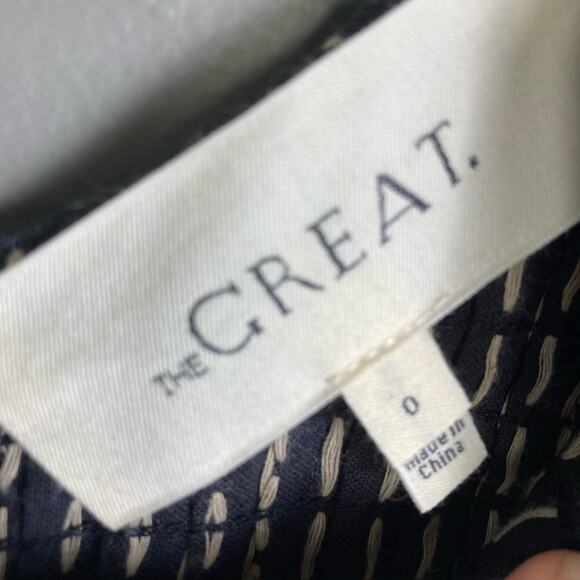 THE GREAT.
0
made in
China